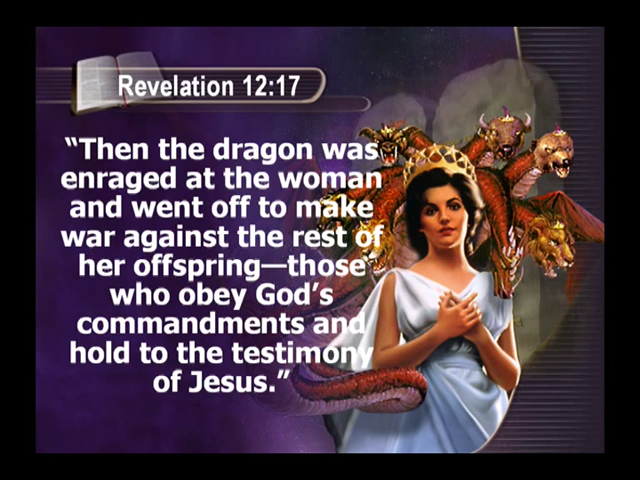 Revelation 12:17
“Then the dragon was
enraged at the woman
and went off to make
war against the rest of
her offspring—those
who obey God’s
commandments and
hold to the testimony
of Jesus.”